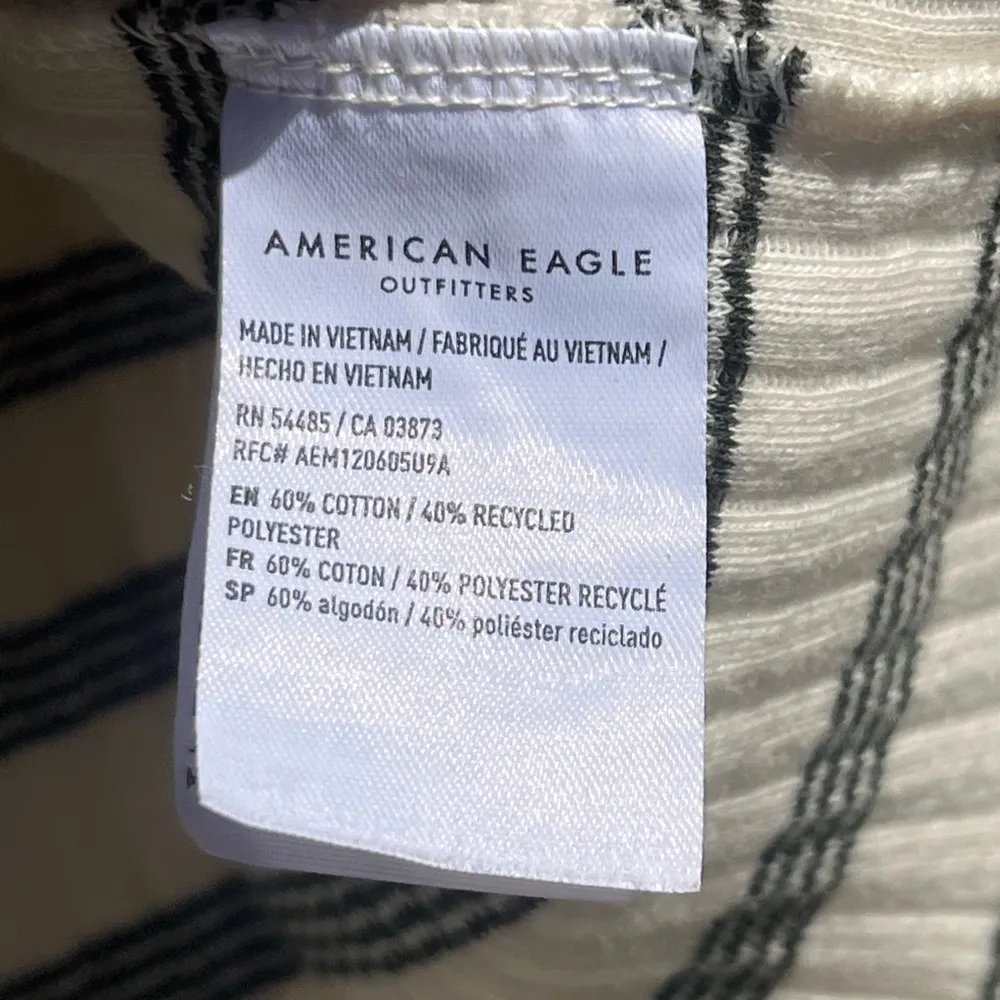 AMERICAN EAGLE
OUTFITTERS
MADE IN VIETNAM / FABRIQUÉ AU VIETNAM /
HECHO EN VIETNAM
RN 54485 / CA 03873
RFC# AEM120605U9A
EN 60% COTTON / 40% RECYCLED
POLYESTER
FR 60% COTON / 40% POLYESTER RECYCLÉ
SP 60% algodón / 40% poliéster reciclado